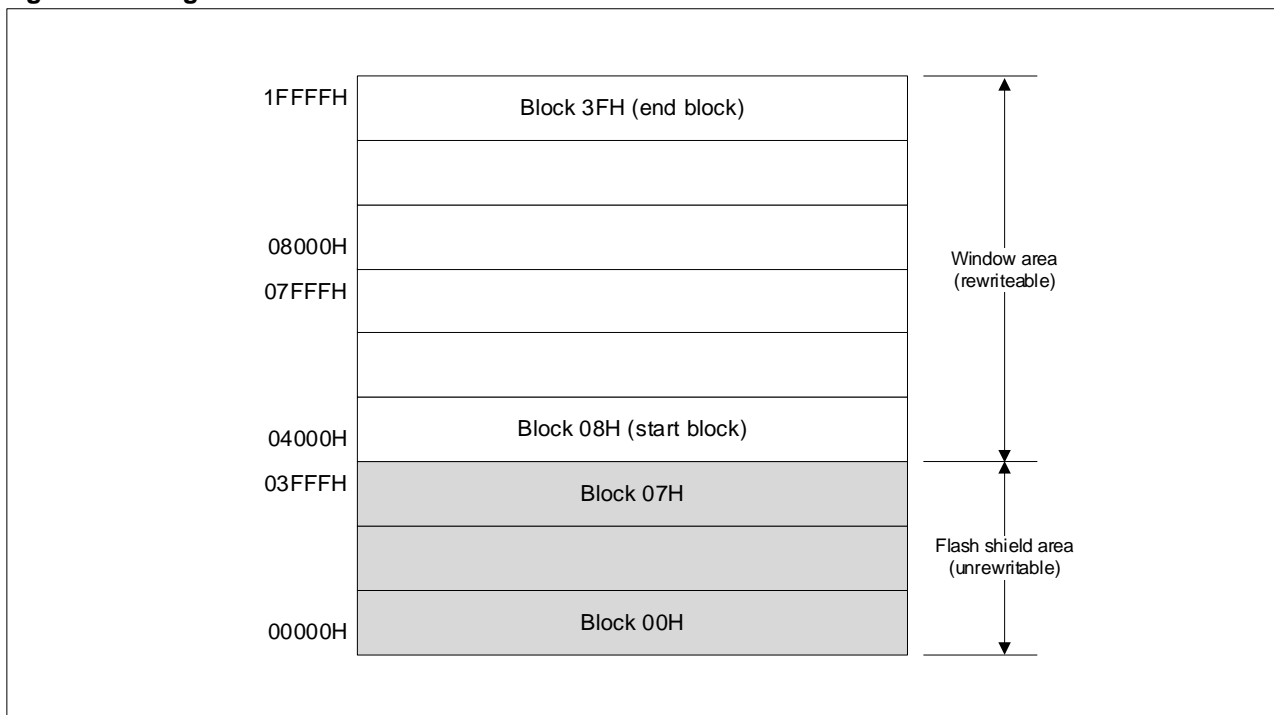 1FFFFH
Block 3FH (end block)
08000H
07FFFH
Window area
(rewriteable)
04000H
Block 08H (start block)
03FFFH
Block 07H
Flash shield area
(unrewritable)
00000H
Block 00H